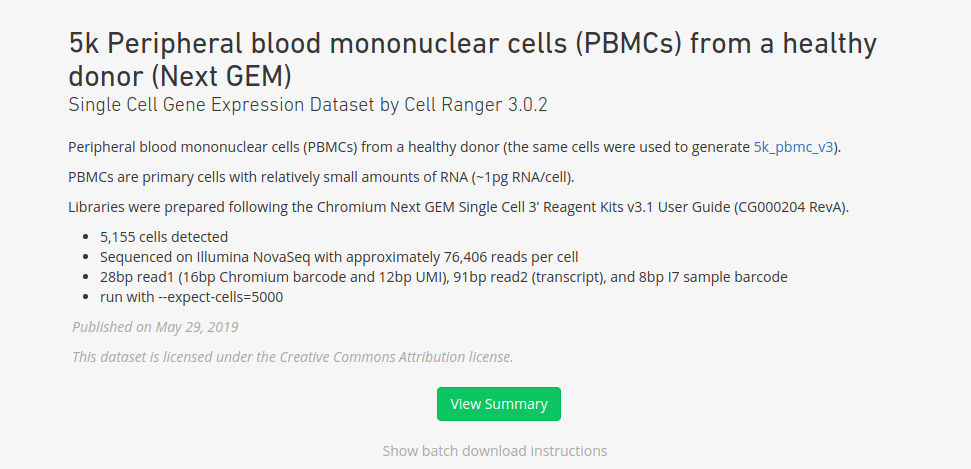 5k Peripheral blood mononuclear cells (PBMCs) from a healthy
donor (Next GEM)
Single Cell Gene Expression Dataset by Cell Ranger 3.0.2
Peripheral blood mononuclear cells (PBMCs) from a healthy donor (the same cells were used to generate 5k_pbmc_v3).
PBMCs are primary cells with relatively small amounts of RNA (~1pg RNA/cell).
Libraries were prepared following the Chromium Next GEM Single Cell 3' Reagent Kits v3.1 User Guide (CG000204 RevA).
• 5,155 cells detected
• Sequenced on Illumina NovaSeq with approximately 76,406 reads per cell
• 28bp read1 (16bp Chromium barcode and 12bp UMI), 91bp read2 (transcript), and 8bp I7 sample barcode
• run with --expect-cells=5000
Published on May 29, 2019
This dataset is licensed under the Creative Commons Attribution license.
View Summary
Show batch download instructions